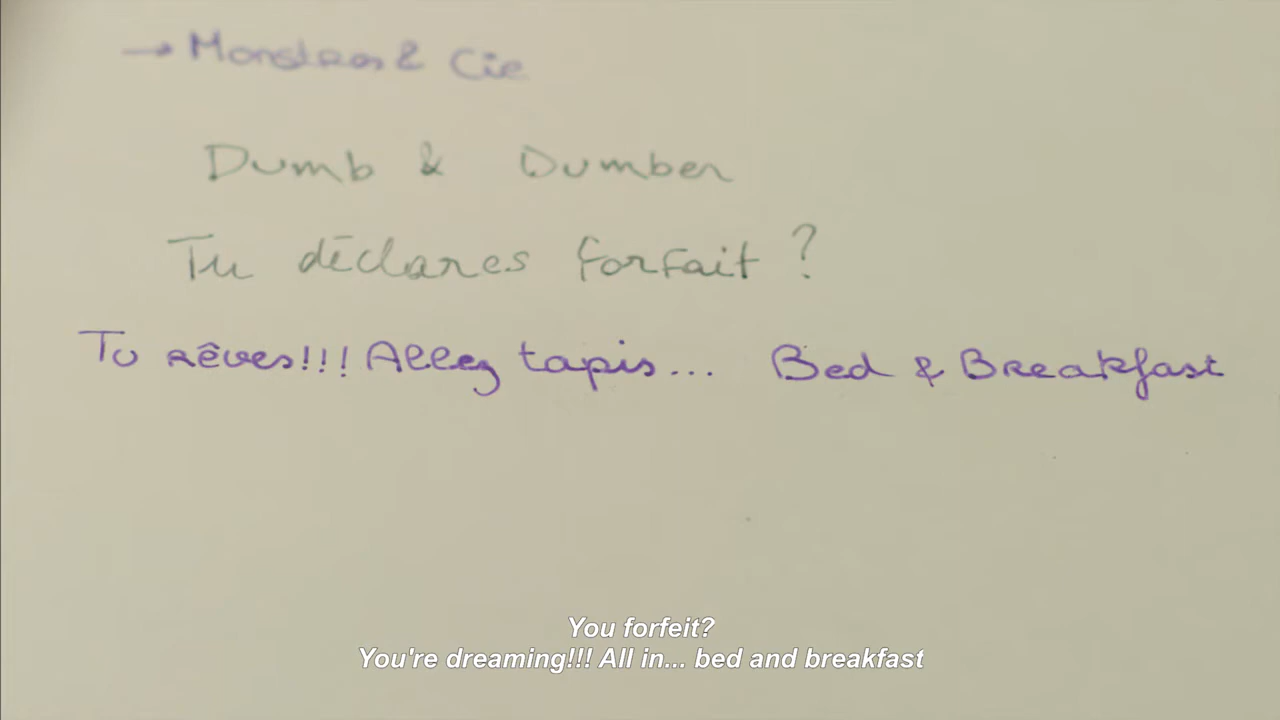 → Monstres & Cie
Dumb & Dumber
Tu déclares forfait ?
Tu rêves!!! Allez tapis... Bed & Breakfast
You forfeit?
You're dreaming!!! All in... bed and breakfast